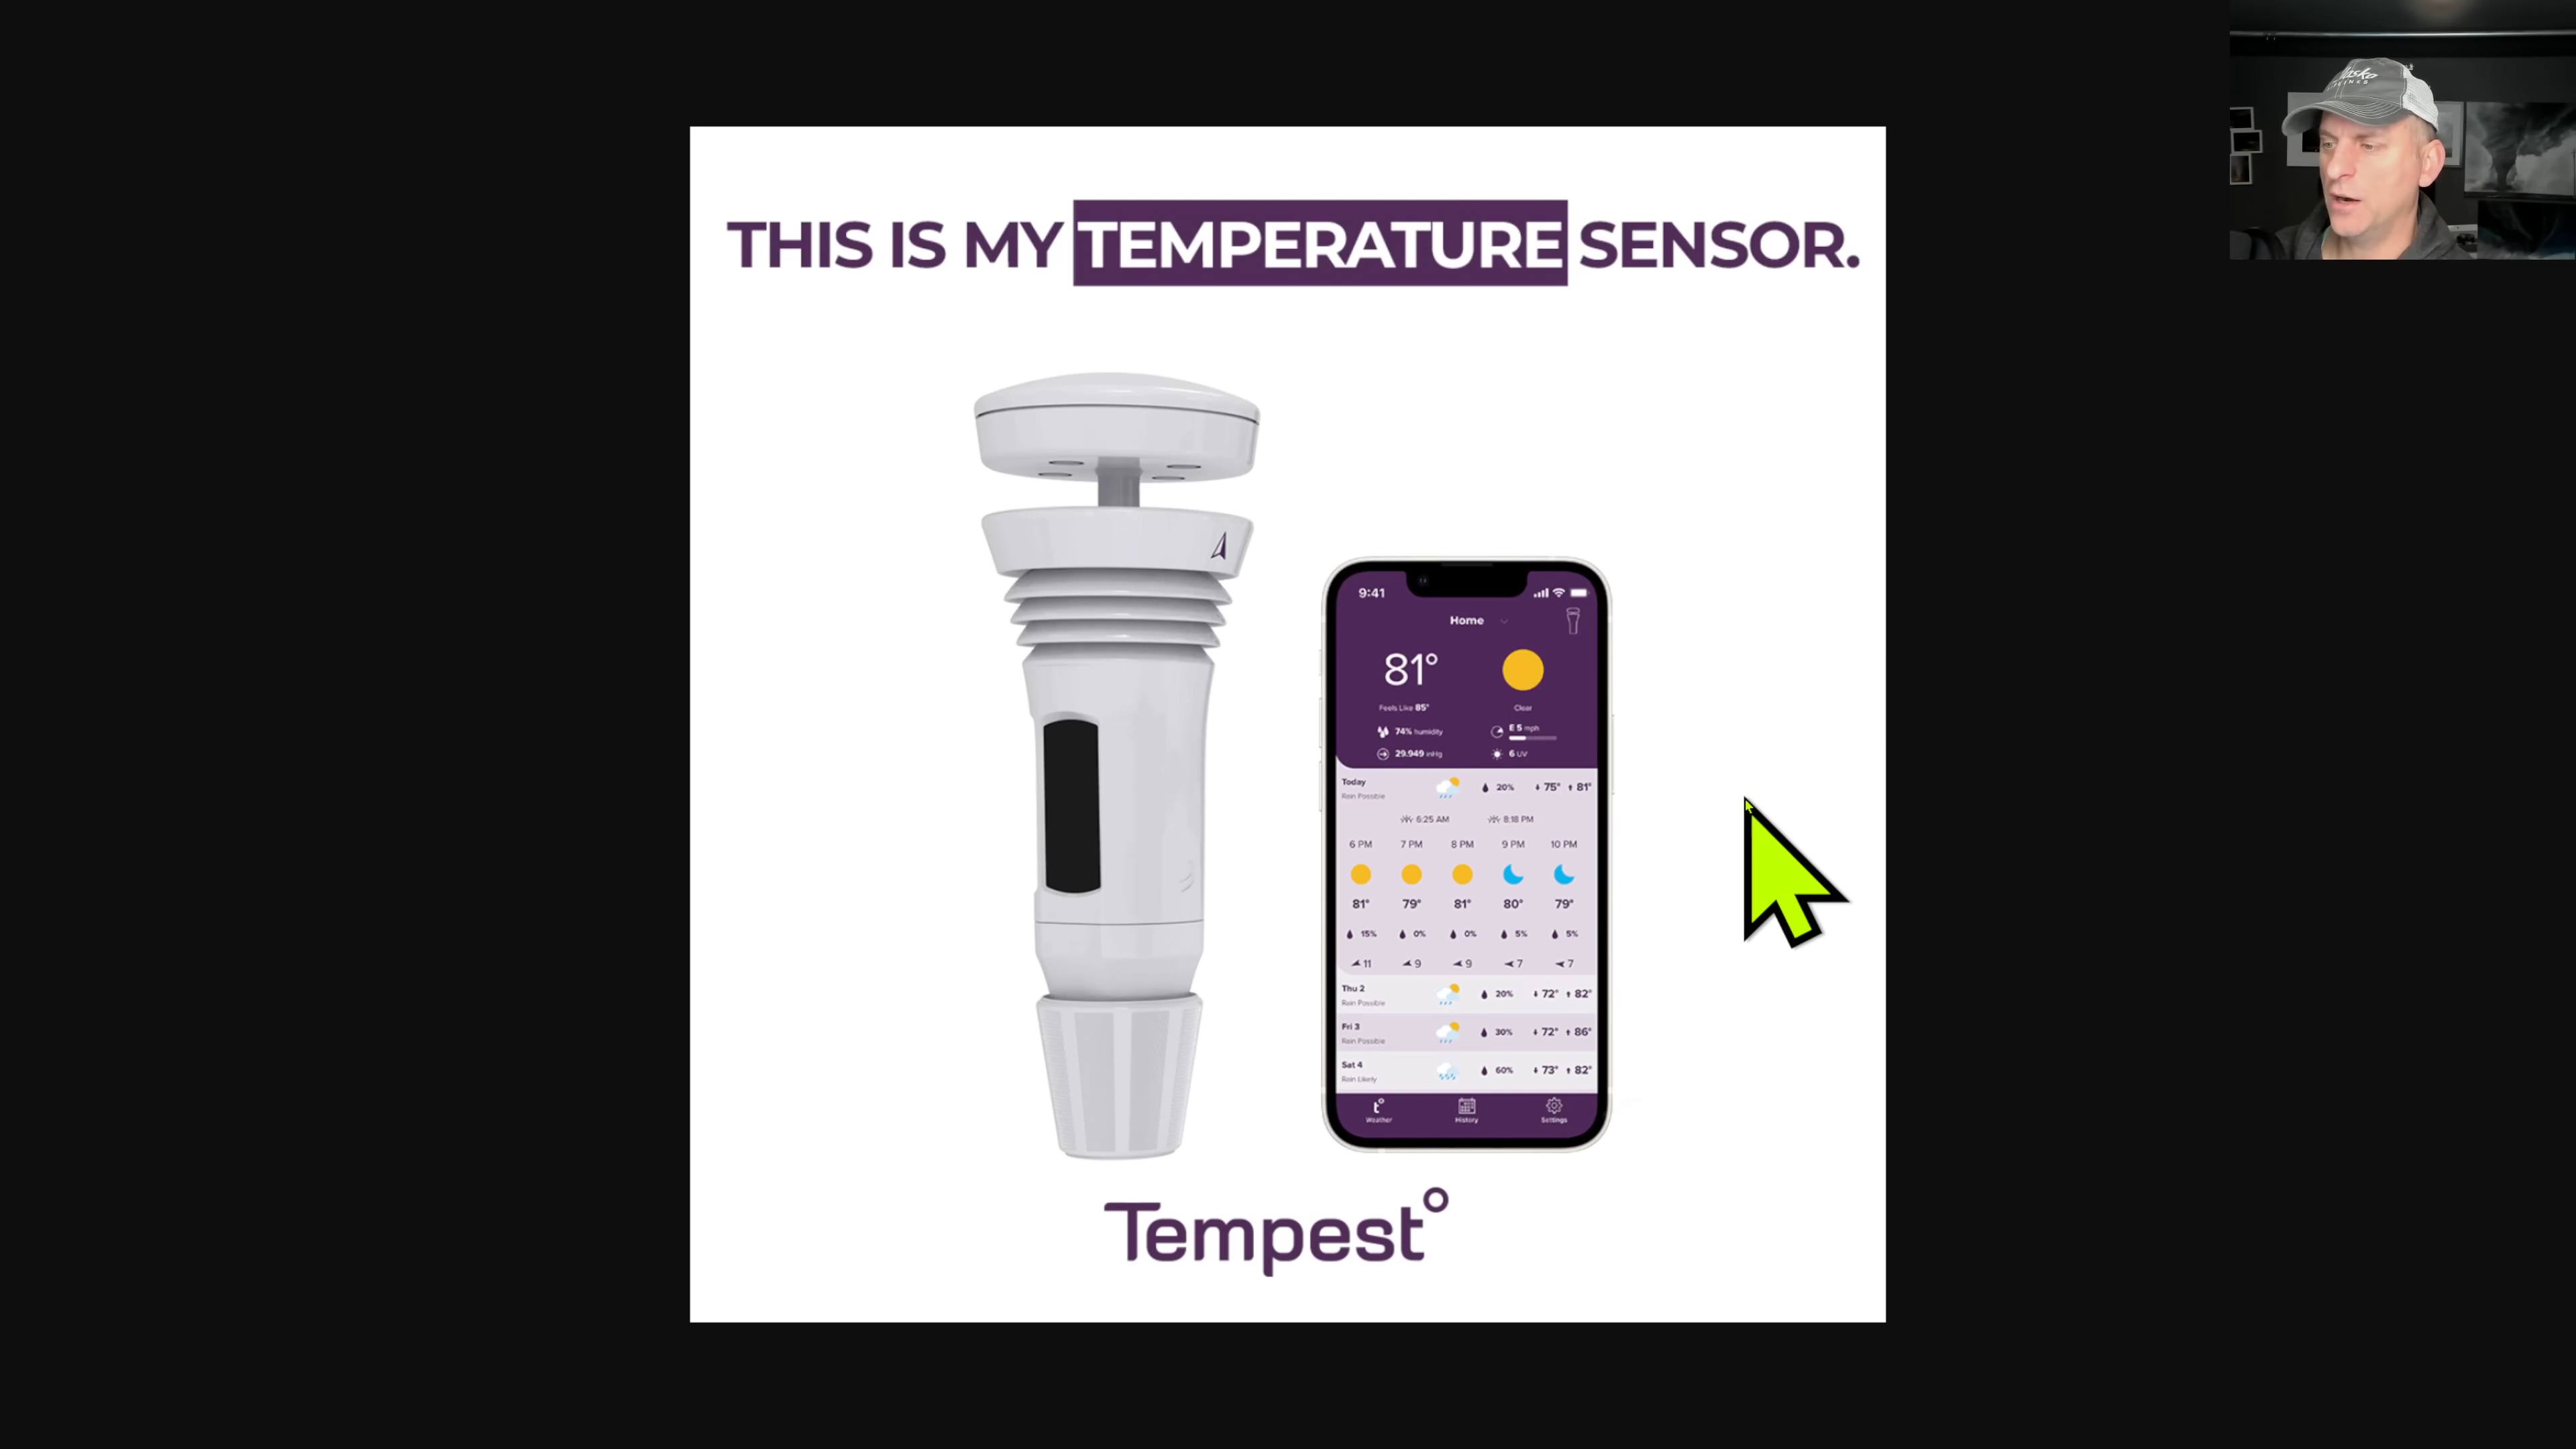 THIS IS MY TEMPERATURE SENSOR.
9:41
Home
81°
Feels Like 85°
Clear
74% humidity
E 5 mph
29.949 inHg
6 UV
Today
Rain Possible
20% 75° 81°
6:25 AM 8:18 PM
6 PM 7 PM 8 PM 9 PM 10 PM
81° 79° 81° 80° 79°
15% 0% 0% 5% 5%
11 9 9 7 7
Thu 2
Rain Possible
20% 72° 82°
Fri 3
Rain Possible
30% 72° 86°
Sat 4
Rain Likely
60% 73° 82°
t°
Weather History Settings
Tempest°